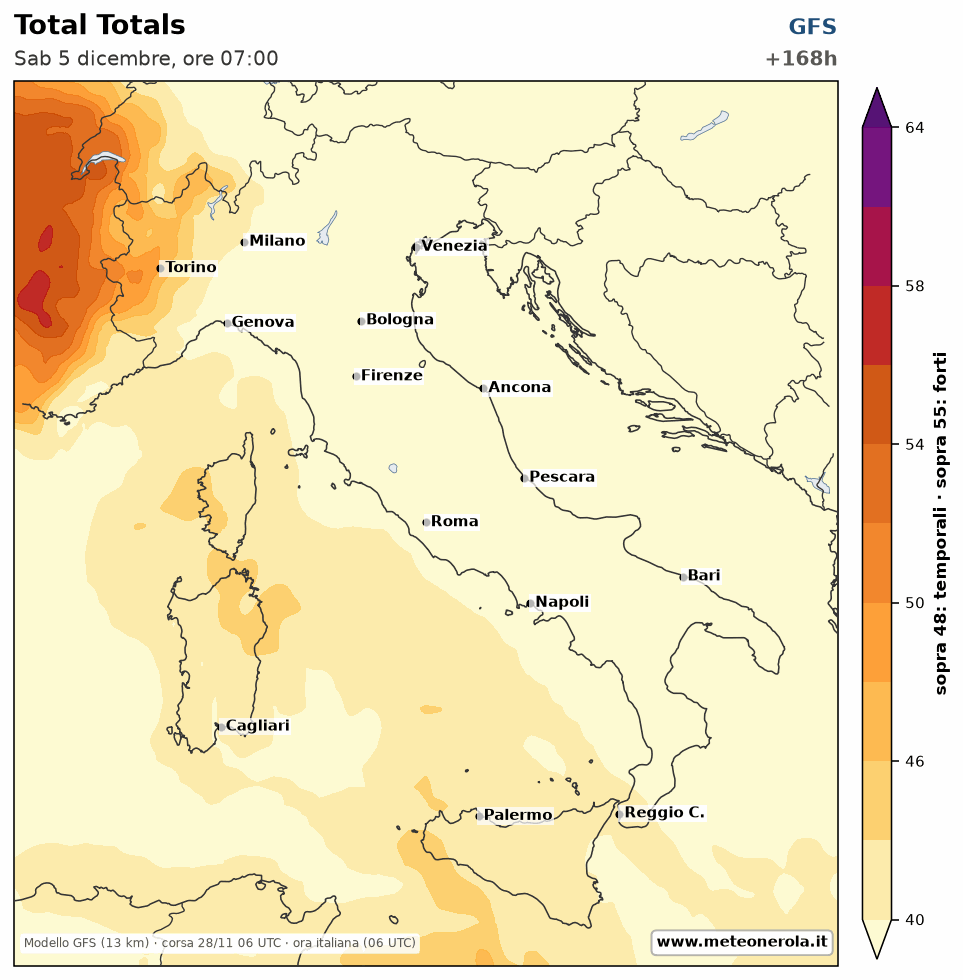 Total Totals
GFS
Sab 5 dicembre, ore 07:00
+168h
Milano
Venezia
Torino
Genova
Bologna
Firenze
Ancona
Pescara
Roma
Bari
Napoli
Cagliari
Palermo
Reggio C.
64
58
54
50
46
40
sopra 48: temporali · sopra 55: forti
Modello GFS (13 km) · corsa 28/11 06 UTC · ora italiana (06 UTC)
www.meteonerola.it